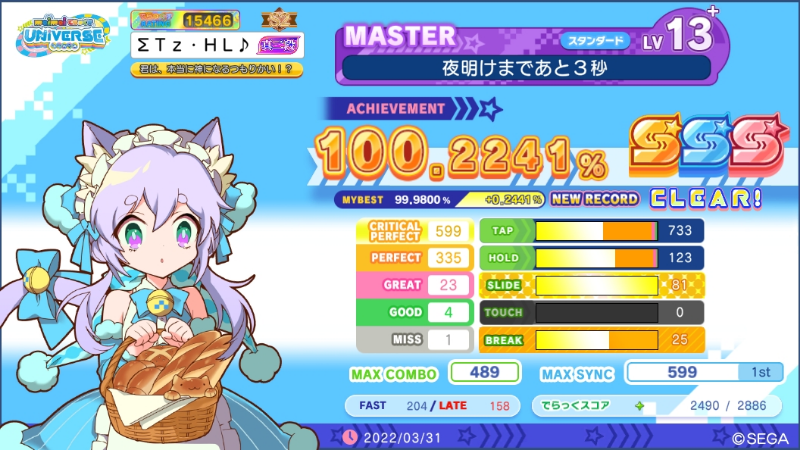 maimai でらっくす
UNiVERSE
15466
ΣTz・HL♪
君は、本当に神になるつもりかい！？
MASTER
スタンダード
LV 13+
夜明けまであと３秒
ACHIEVEMENT
100.2241%
SSS
MYBEST 99,9800% +0,2441% NEW RECORD
CLEAR!
CRITICAL PERFECT 599
PERFECT 335
GREAT 23
GOOD 4
MISS 1
TAP 733
HOLD 123
SLIDE 81
TOUCH 0
BREAK 25
MAX COMBO 489
MAX SYNC 599 1st
FAST 204 / LATE 158
でらっくスコア 2490 / 2886
2022/03/31
©SEGA